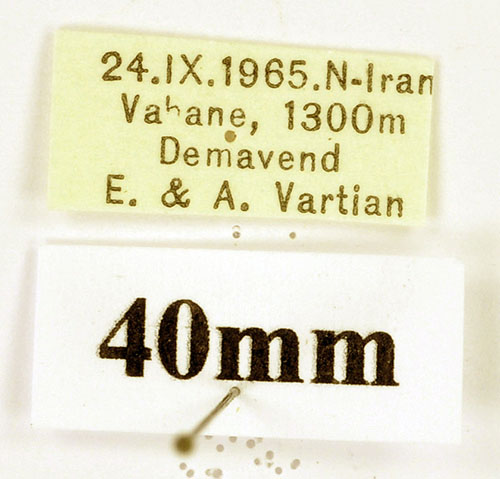 24.IX.1965.N-Iran
Vahane, 1300m
Demavend
E. & A. Vartian
40mm